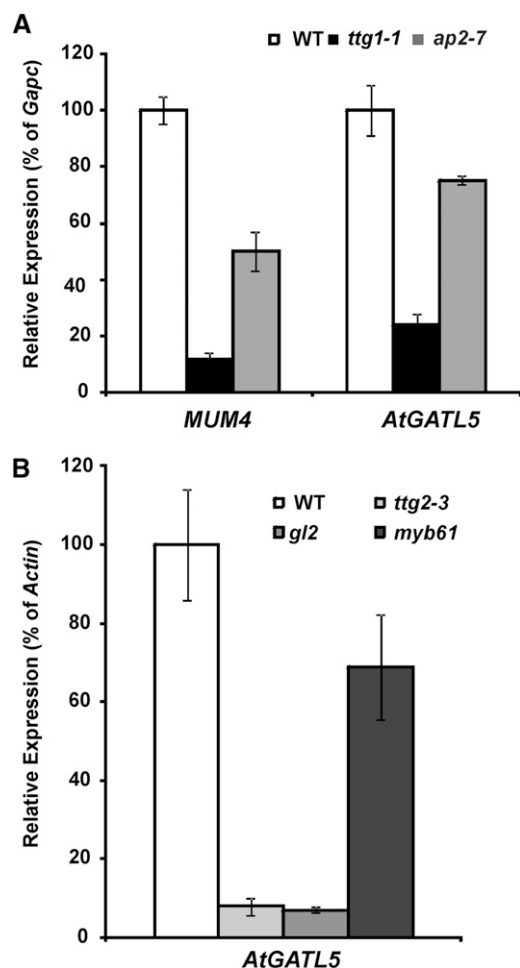 A
WT ttg1-1 ap2-7
Relative Expression (% of Gapc)
120
100
80
60
40
20
0
MUM4 AtGATL5
B
WT ttg2-3
gl2 myb61
Relative Expression (% of Actin)
120
100
80
60
40
20
0
AtGATL5